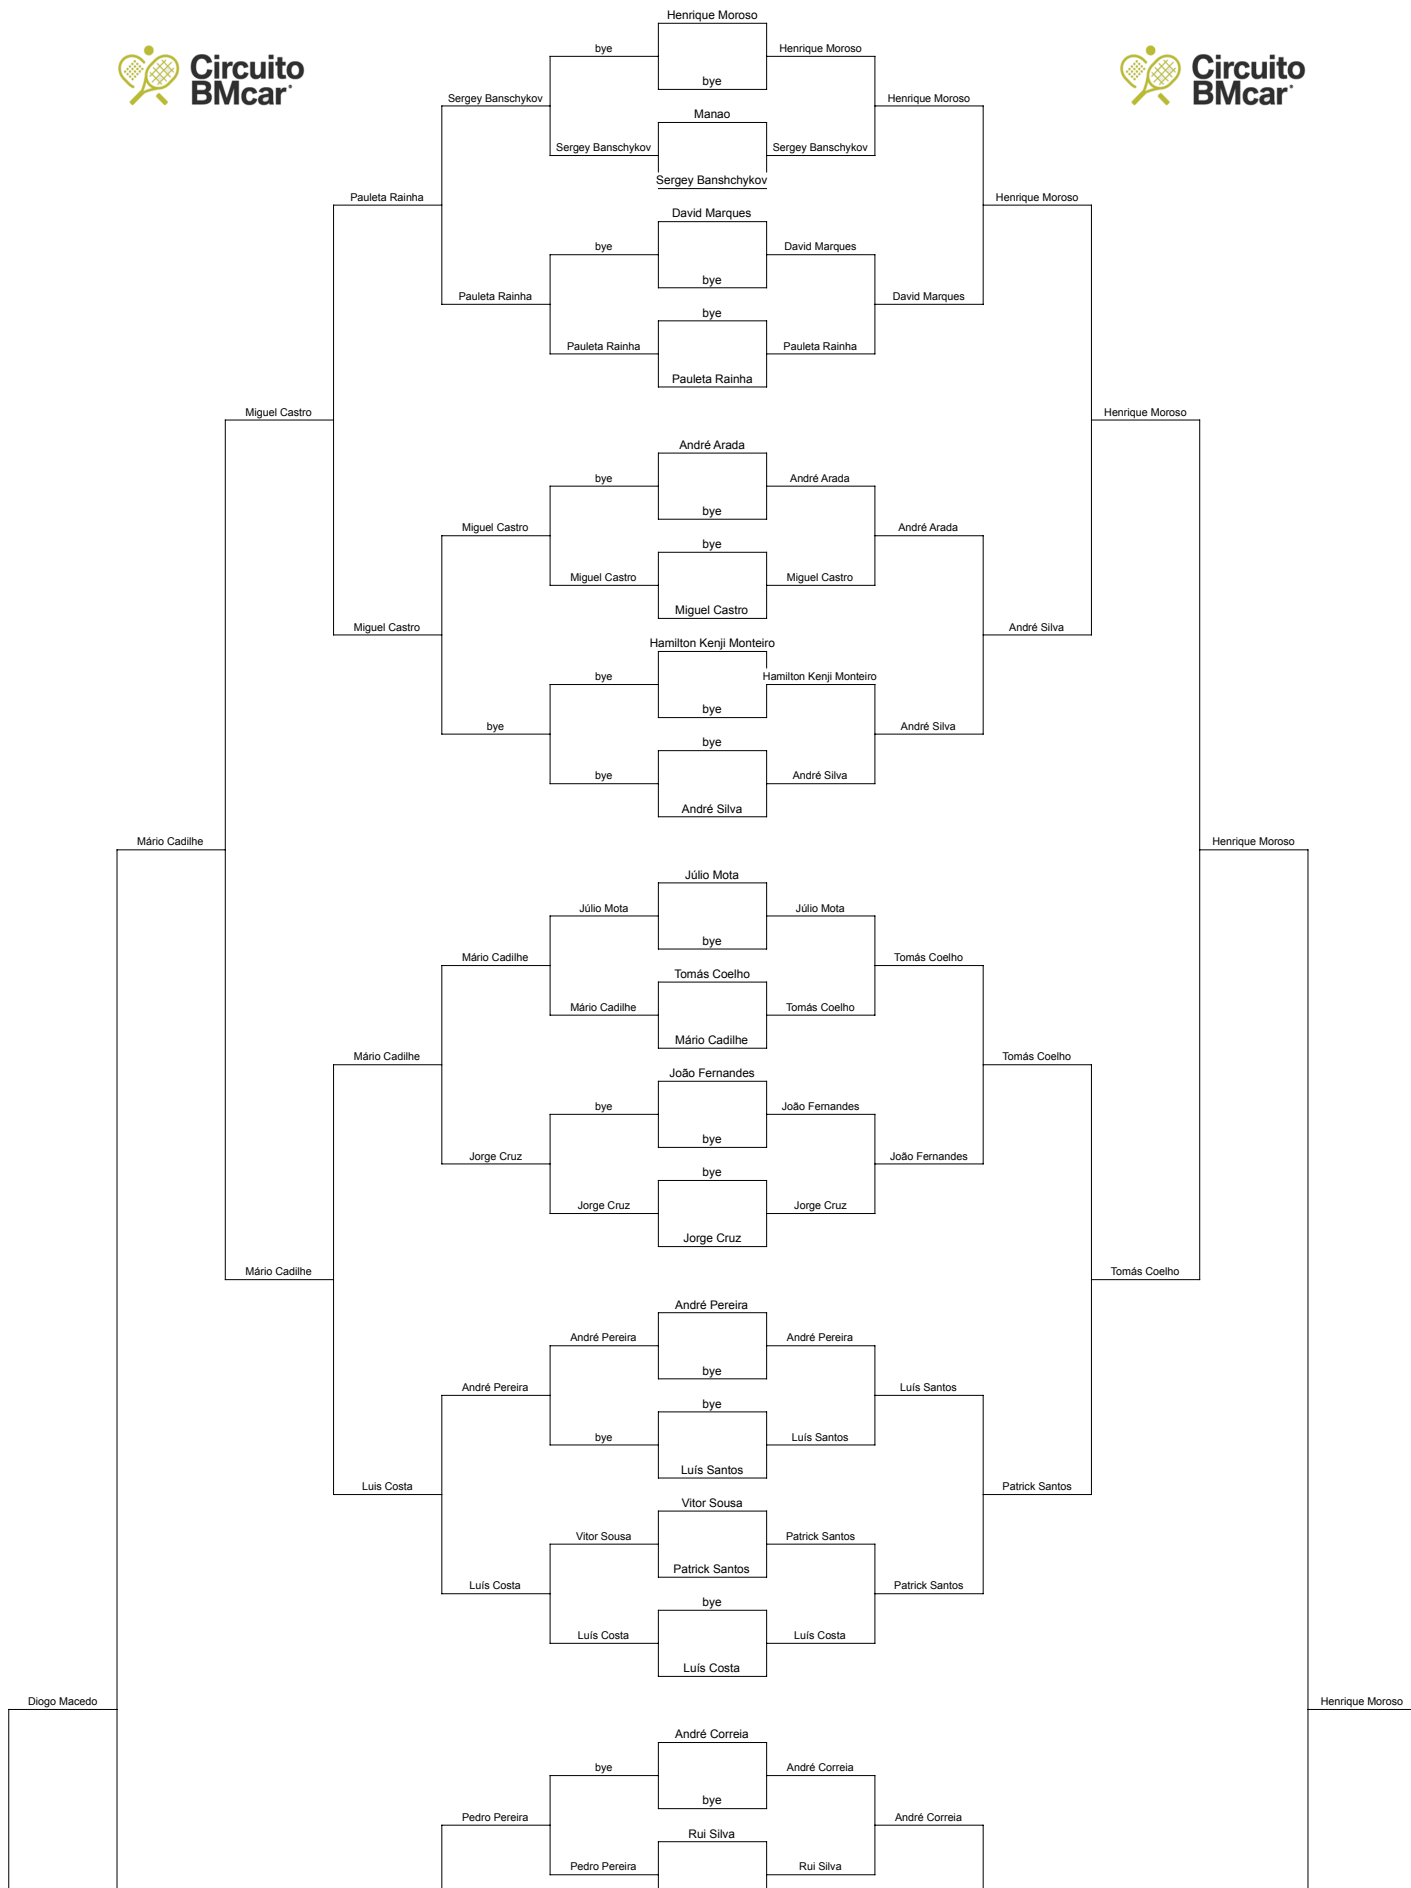 Henrique Moroso
bye
Henrique Moroso
Circuito
BMcar
Circuito
BMcar
bye
Sergey Banschykov
Henrique Moroso
Manao
Sergey Banschykov
Sergey Banschykov
Sergey Banshchykov
Pauleta Rainha
Henrique Moroso
David Marques
bye
David Marques
bye
Pauleta Rainha
David Marques
bye
Pauleta Rainha
Pauleta Rainha
Pauleta Rainha
Miguel Castro
Henrique Moroso
André Arada
bye
André Arada
bye
Miguel Castro
André Arada
bye
Miguel Castro
Miguel Castro
Miguel Castro
Miguel Castro
André Silva
Hamilton Kenji Monteiro
bye
Hamilton Kenji Monteiro
bye
bye
André Silva
bye
bye
André Silva
André Silva
Mário Cadilhe
Henrique Moroso
Júlio Mota
Júlio Mota
Júlio Mota
bye
Mário Cadilhe
Tomás Coelho
Tomás Coelho
Mário Cadilhe
Tomás Coelho
Mário Cadilhe
Mário Cadilhe
Tomás Coelho
João Fernandes
bye
João Fernandes
bye
Jorge Cruz
João Fernandes
bye
Jorge Cruz
Jorge Cruz
Jorge Cruz
Mário Cadilhe
Tomás Coelho
André Pereira
André Pereira
André Pereira
bye
André Pereira
Luís Santos
bye
bye
Luís Santos
Luís Santos
Luis Costa
Patrick Santos
Vitor Sousa
Vitor Sousa
Patrick Santos
Patrick Santos
Luís Costa
Patrick Santos
bye
Luís Costa
Luís Costa
Luís Costa
Diogo Macedo
Henrique Moroso
André Correia
bye
André Correia
bye
Pedro Pereira
André Correia
Rui Silva
Pedro Pereira
Rui Silva